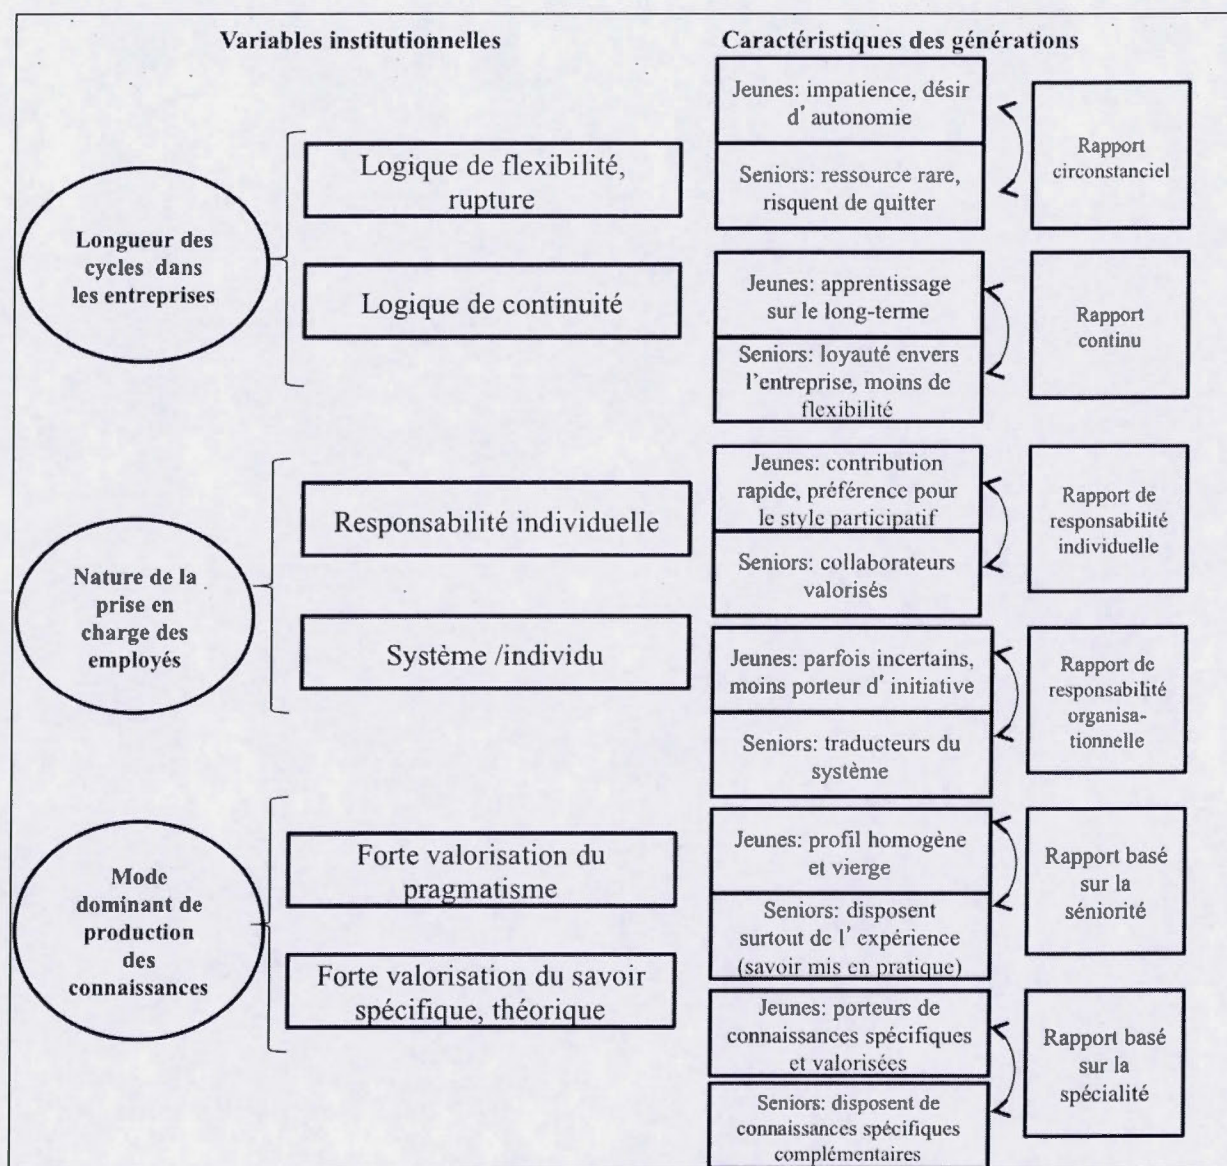 Variables institutionnelles
Caractéristiques des générations
Longueur des
cycles dans
les entreprises
Logique de flexibilité,
rupture
Jeunes: impatience, désir
d' autonomie
Seniors: ressource rare,
risquent de quitter
Rapport
circonstanciel
Logique de continuité
Jeunes: apprentissage
sur le long-terme
Seniors: loyauté envers
l'entreprise, moins de
flexibilité
Rapport
continu
Nature de la
prise en
charge des
employés
Responsabilité individuelle
Jeunes: contribution
rapide, préférence pour
le style participatif
Seniors: collaborateurs
valorisés
Rapport de
responsabilité
individuelle
Système /individu
Jeunes: parfois incertains,
moins porteur d' initiative
Seniors: traducteurs du
système
Rapport de
responsabilité
organisa-
tionnelle
Mode
dominant de
production
des
connaissances
Forte valorisation du
pragmatisme
Jeunes: profil homogène
et vierge
Seniors: disposent
surtout de l' expérience
(savoir mis en pratique)
Rapport basé
sur la
séniorité
Forte valorisation du savoir
spécifique, théorique
Jeunes: porteurs de
connaissances spécifiques
et valorisées
Seniors: disposent de
connaissances spécifiques
complémentaires
Rapport basé
sur la
spécialité